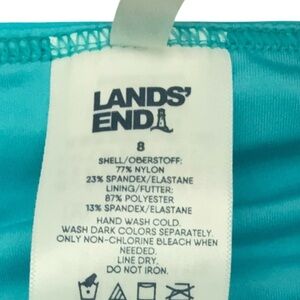 LANDS'
END
8
SHELL/OBERSTOFF:
77% NYLON
23% SPANDEX/ELASTANE
LINING/FUTTER:
87% POLYESTER
13% SPANDEX/ELASTANE
HAND WASH COLD.
WASH DARK COLORS SEPARATELY.
ONLY NON-CHLORINE BLEACH WHEN
NEEDED.
LINE DRY.
DO NOT IRON.